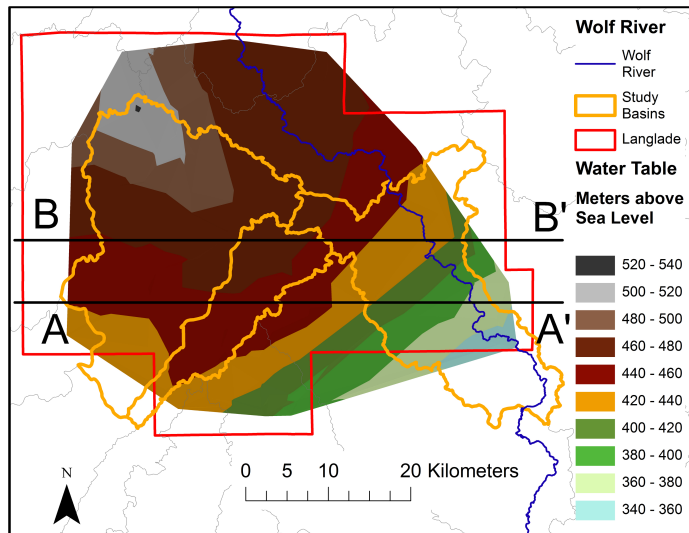 Wolf River
Wolf
River
Study
Basins
Langlade
Water Table
Meters above
Sea Level
520 - 540
500 - 520
480 - 500
460 - 480
440 - 460
420 - 440
400 - 420
380 - 400
360 - 380
340 - 360
B
B'
A
A'
N
0 5 10 20 Kilometers